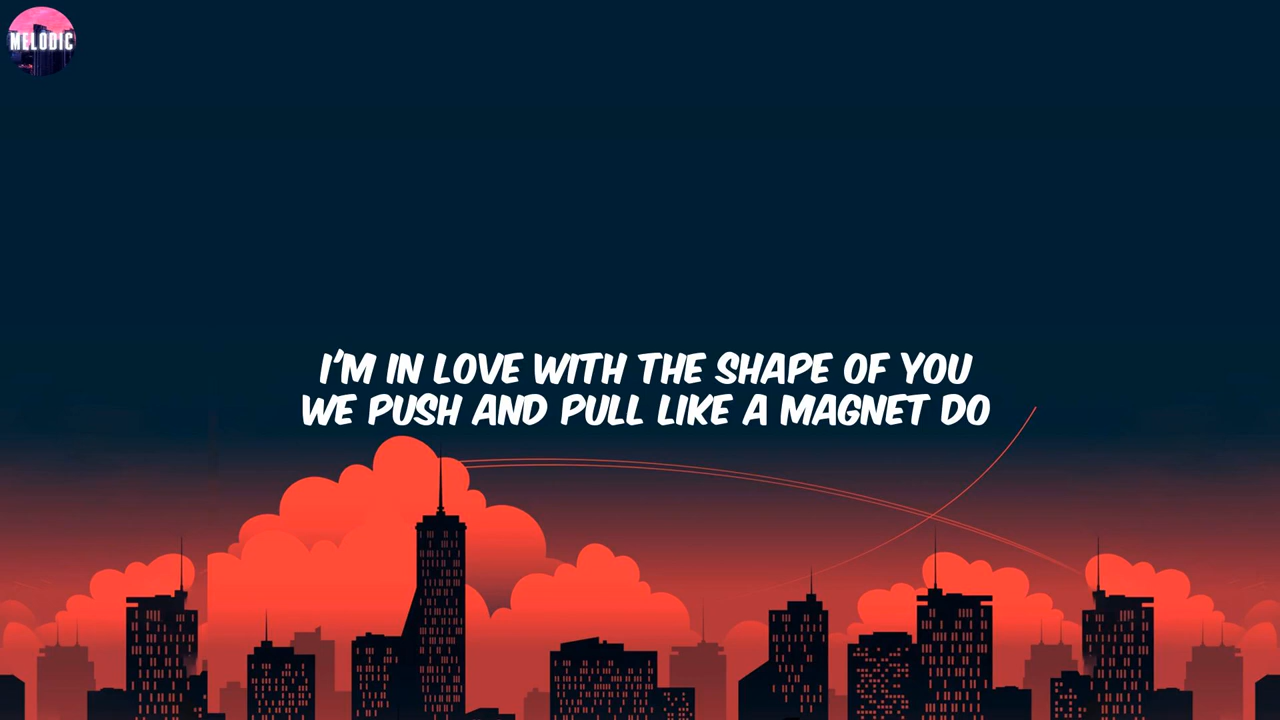 MELODIC
I'M IN LOVE WITH THE SHAPE OF YOU
WE PUSH AND PULL LIKE A MAGNET DO